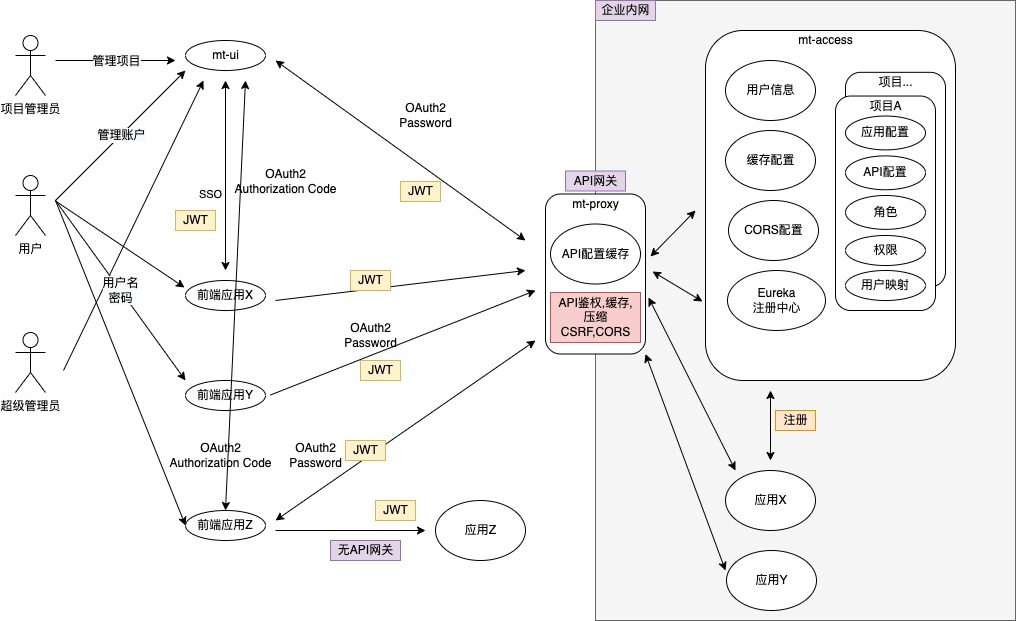 企业内网
mt-access
mt-ui
管理项目
项目管理员
用户信息
项目...
项目A
应用配置
OAuth2
Password
管理账户
缓存配置
API配置
OAuth2
Authorization Code
SSO
JWT
JWT
API网关
mt-proxy
角色
CORS配置
用户
API配置缓存
权限
用户映射
用户名
密码
前端应用X
JWT
Eureka
注册中心
API鉴权,缓存,
压缩
CSRF,CORS
OAuth2
Password
JWT
超级管理员
前端应用Y
注册
OAuth2
Authorization Code
OAuth2
Password
JWT
应用X
前端应用Z
JWT
无API网关
应用Z
应用Y